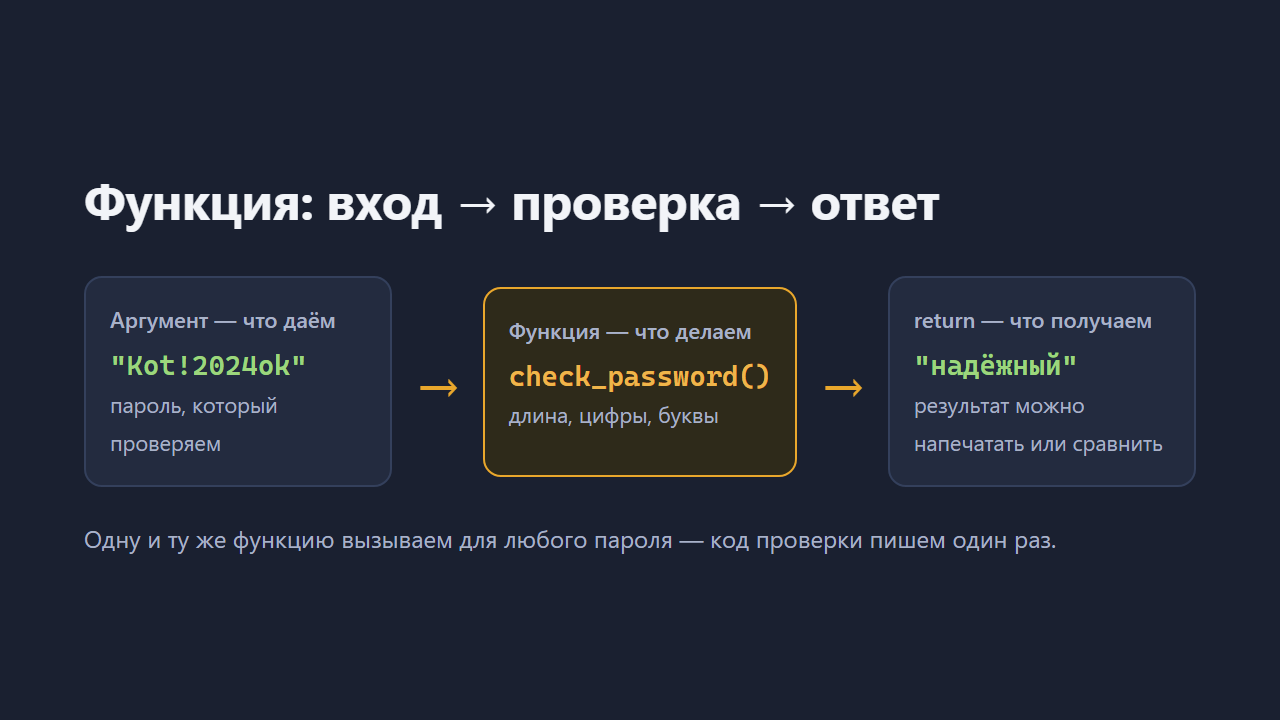 Функция: вход → проверка → ответ
Аргумент — что даём
"Kot!2024ok"
пароль, который
проверяем
→
Функция — что делаем
check_password()
длина, цифры, буквы
→
return — что получаем
"надёжный"
результат можно
напечатать или сравнить
Одну и ту же функцию вызываем для любого пароля — код проверки пишем один раз.